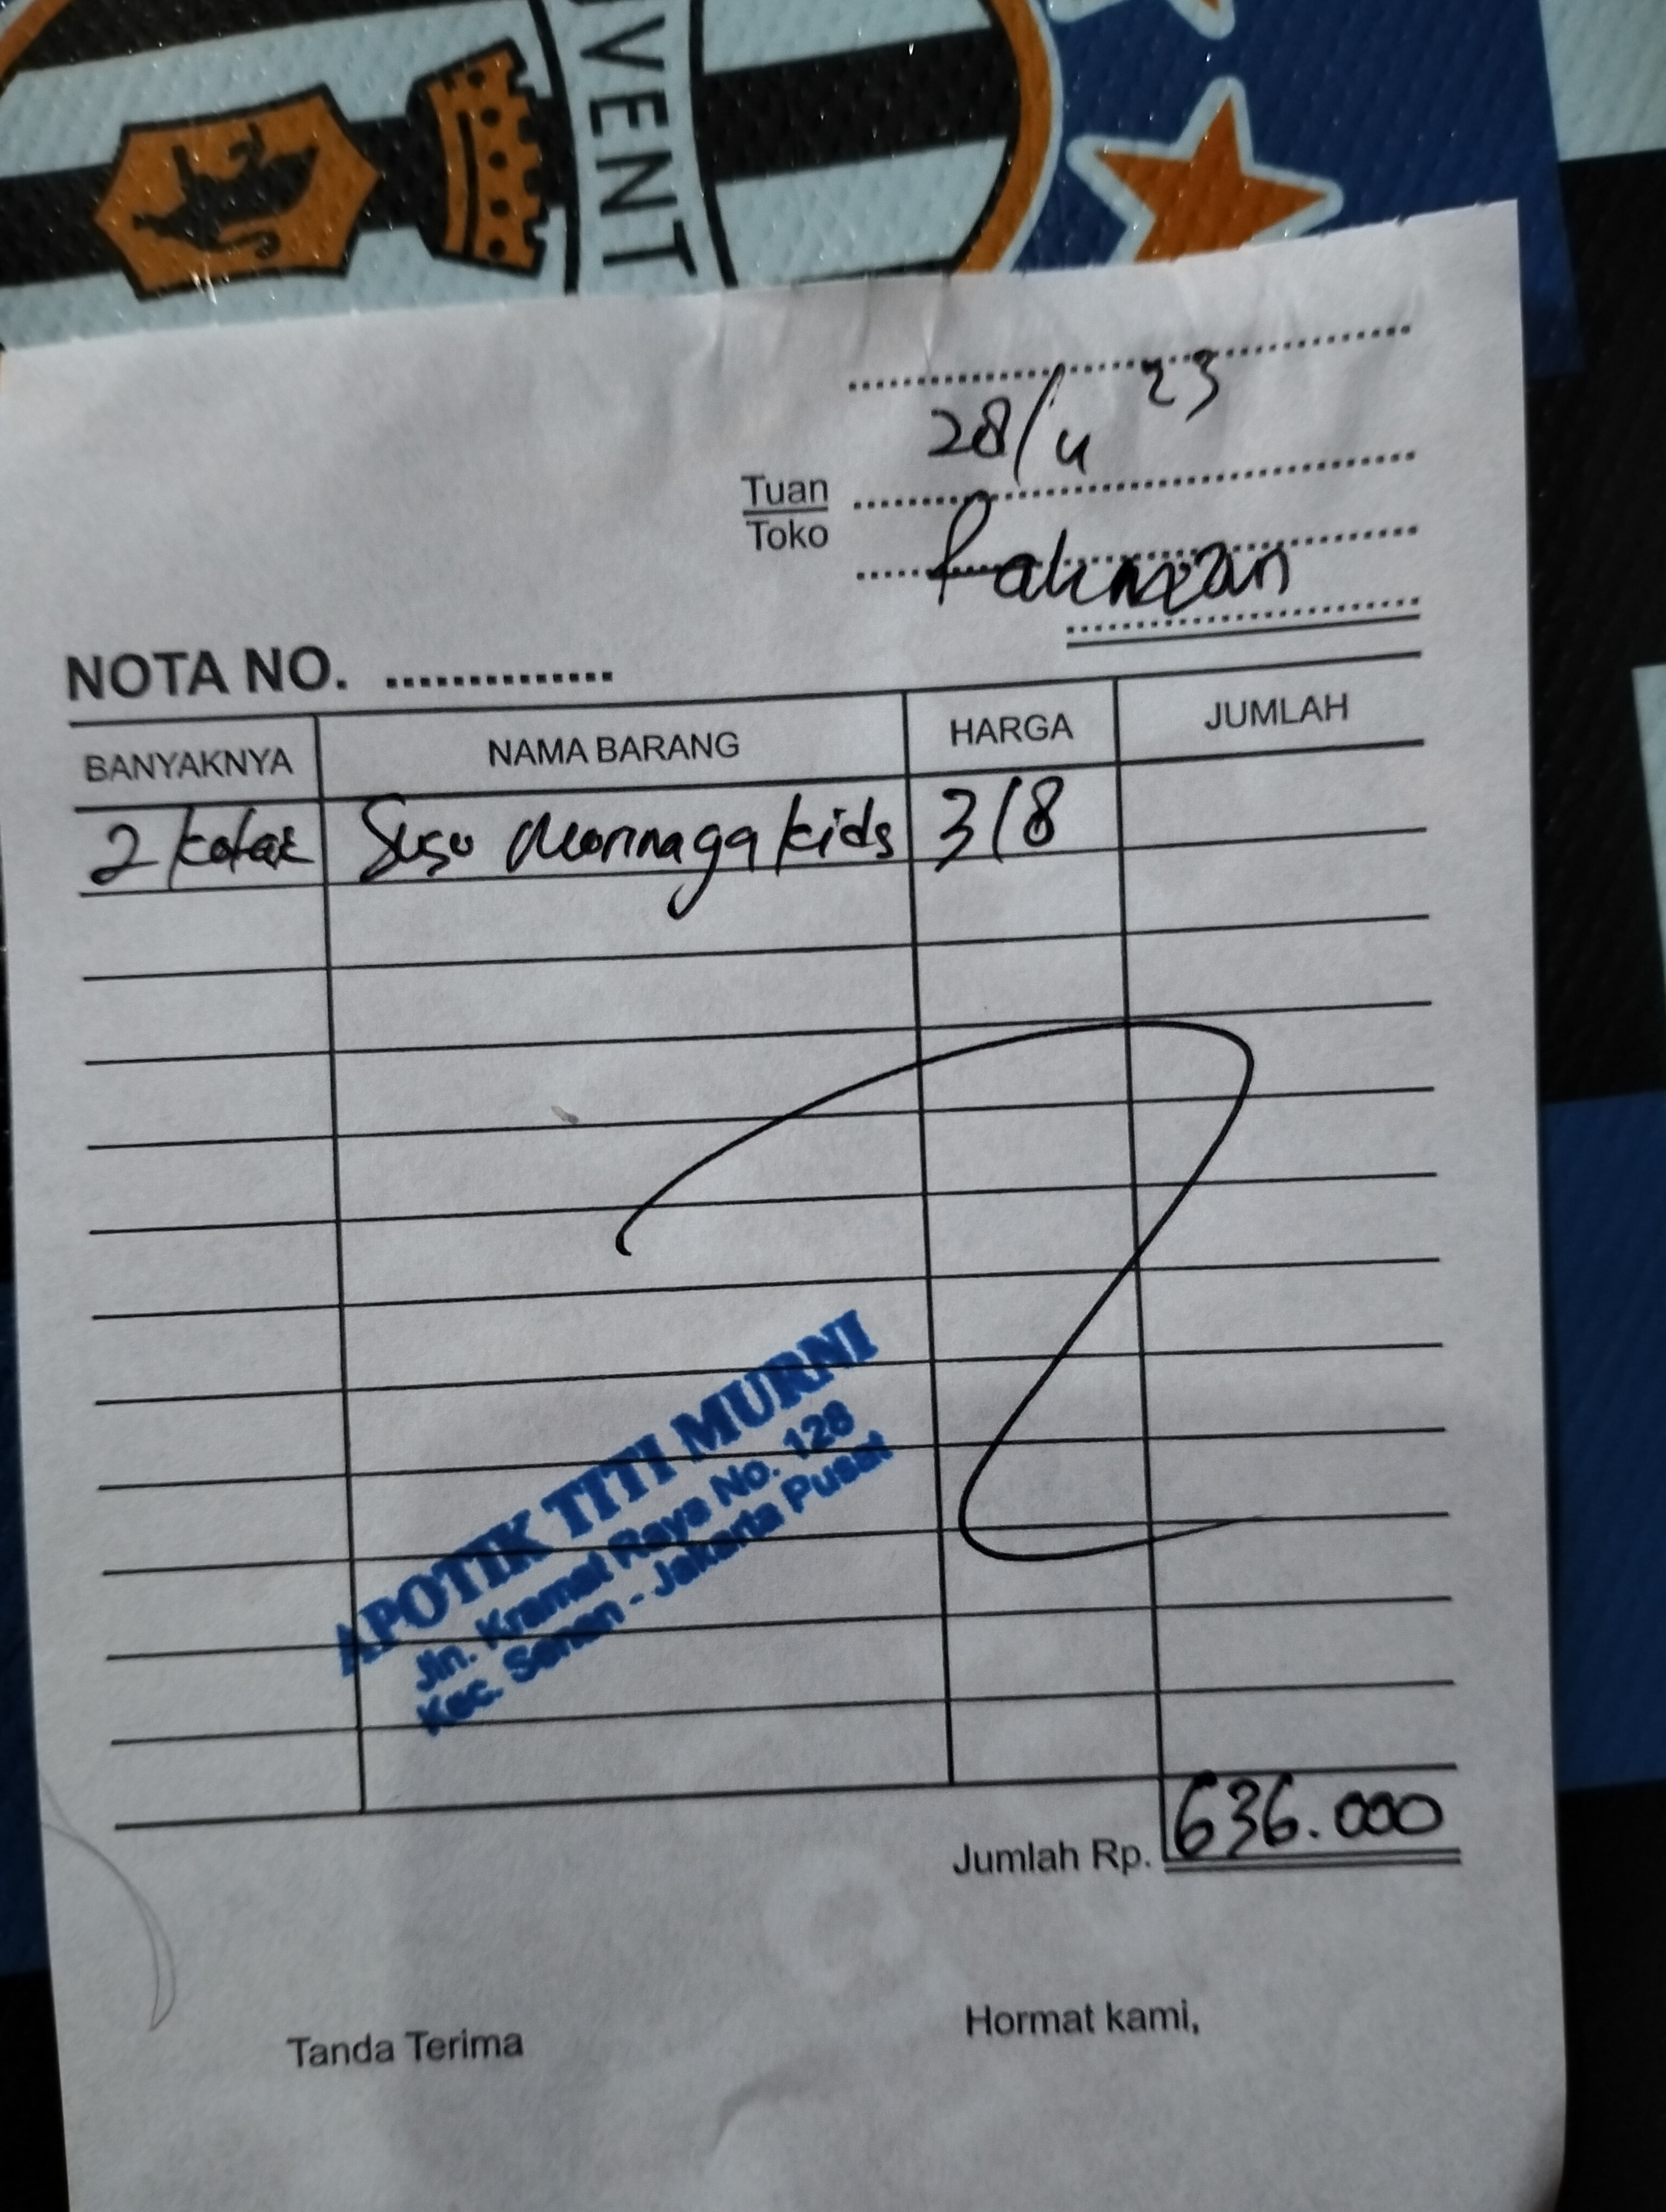 VENT
28/4 23
Tuan
Toko
Rahman
NOTA NO. ..............
BANYAKNYA NAMA BARANG HARGA JUMLAH
2 kotak Susu Morinaga kids 318
APOTIK TITI MURNI
Jln. Kramat Raya No. 128
Kec. Senen - Jakarta Pusat
Jumlah Rp. 636.000
Tanda Terima
Hormat kami,